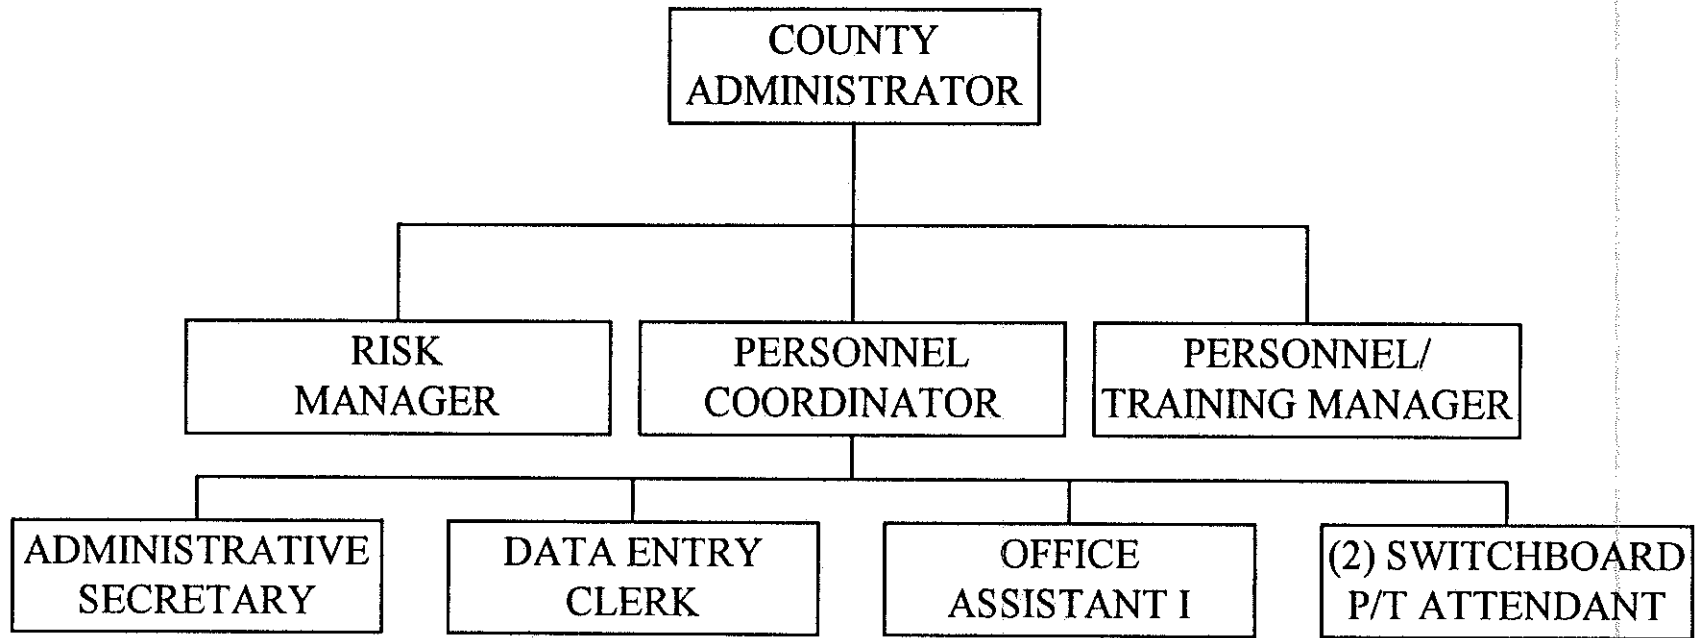 COUNTY
ADMINISTRATOR
RISK
MANAGER
PERSONNEL
COORDINATOR
PERSONNEL/
TRAINING MANAGER
ADMINISTRATIVE
SECRETARY
DATA ENTRY
CLERK
OFFICE
ASSISTANT I
(2) SWITCHBOARD
P/T ATTENDANT